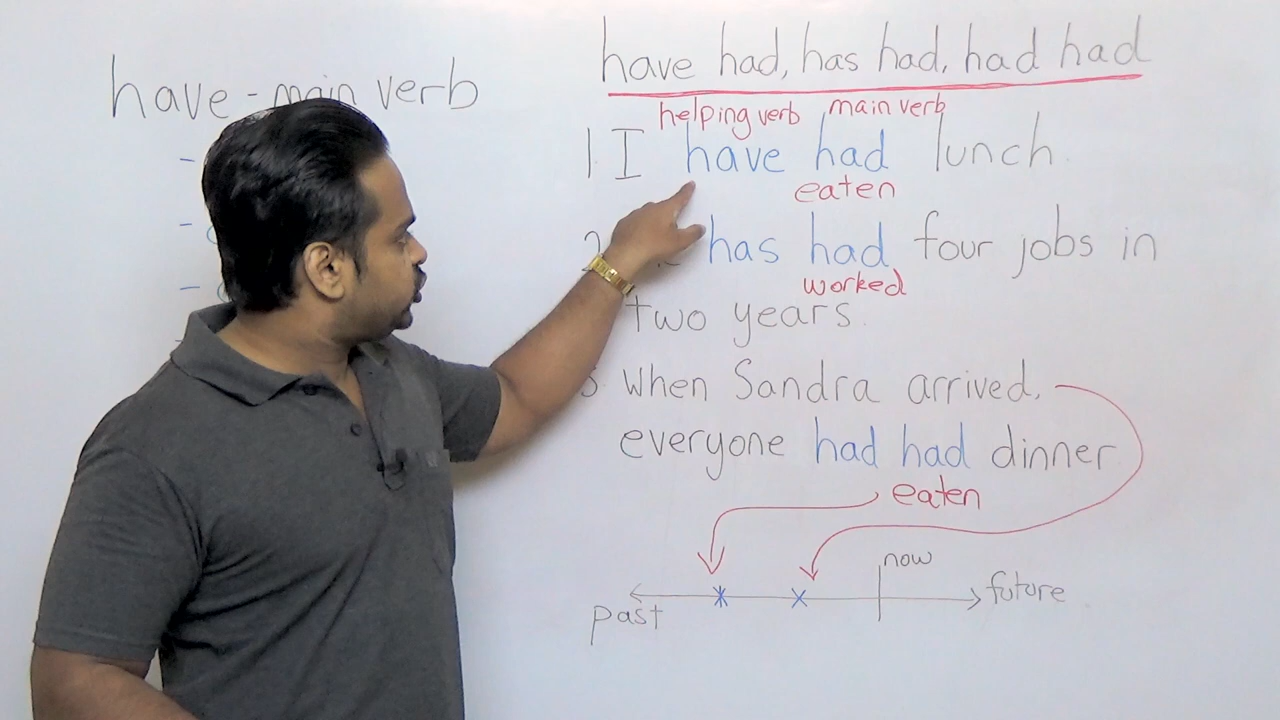 have - main verb
-
-
-
have had, has had, had had
helping verb main verb
1. I have had lunch.
eaten
2. has had four jobs in
worked
two years.
when Sandra arrived,
everyone had had dinner
eaten
now
past future